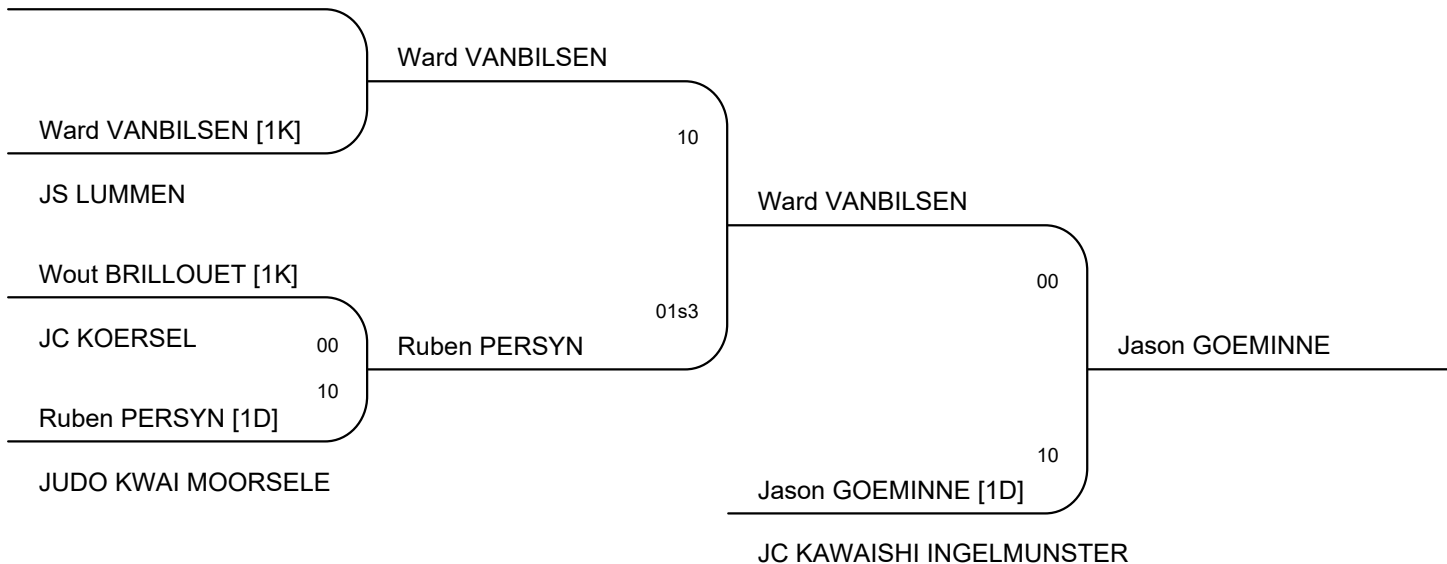 Ward VANBILSEN
Ward VANBILSEN [1K]
10
JS LUMMEN
Ward VANBILSEN
Wout BRILLOUET [1K]
00
01s3
JC KOERSEL
00
Ruben PERSYN
Jason GOEMINNE
10
Ruben PERSYN [1D]
10
JUDO KWAI MOORSELE
Jason GOEMINNE [1D]
JC KAWAISHI INGELMUNSTER